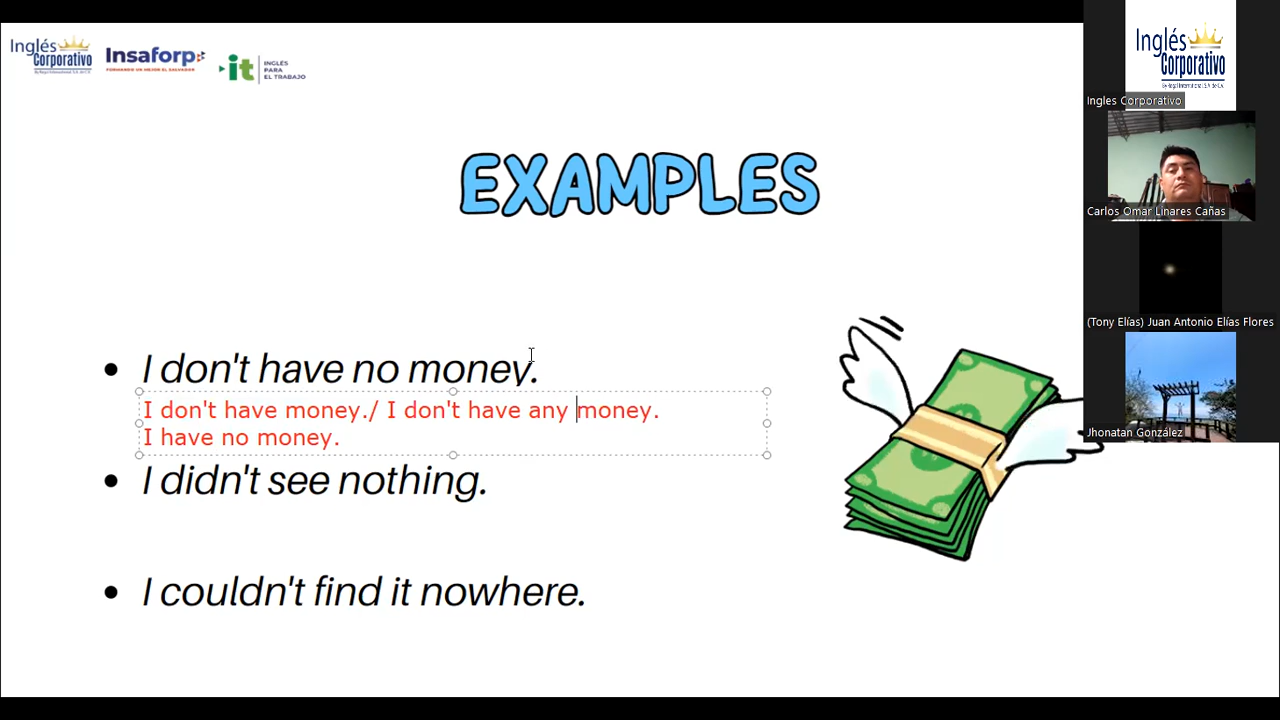 Inglés
Corporativo
Insaforp
FORMANDO UN MEJOR EL SALVADOR
it
INGLÉS
PARA
EL TRABAJO
EXAMPLES
• I don't have no money.
I don't have money./ I don't have any money.
I have no money.
• I didn't see nothing.
• I couldn't find it nowhere.
Inglés
Corporativo
Ingles Corporativo
Carlos Omar Linares Cañas
(Tony Elías) Juan Antonio Elías Flores
Jhonatan González